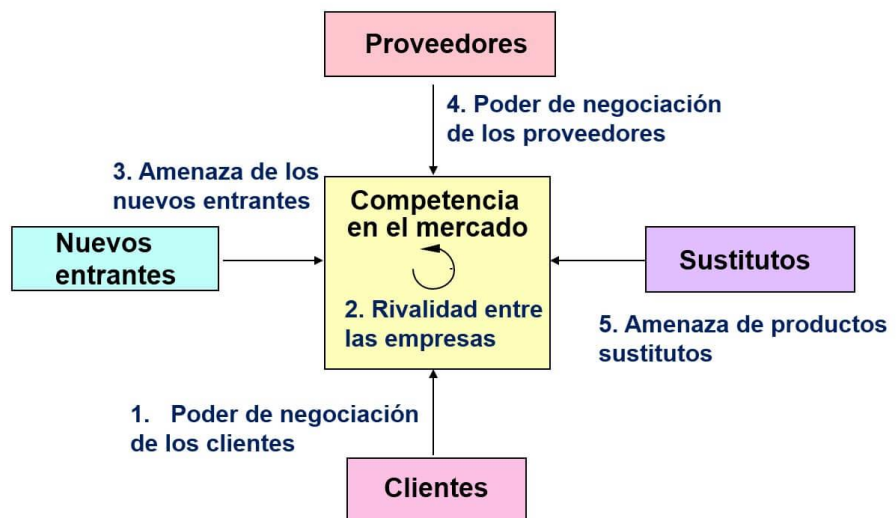 Proveedores
4. Poder de negociación
de los proveedores
3. Amenaza de los
nuevos entrantes
Competencia
en el mercado
Nuevos
entrantes
Sustitutos
2. Rivalidad entre
las empresas
5. Amenaza de productos
sustitutos
1. Poder de negociación
de los clientes
Clientes